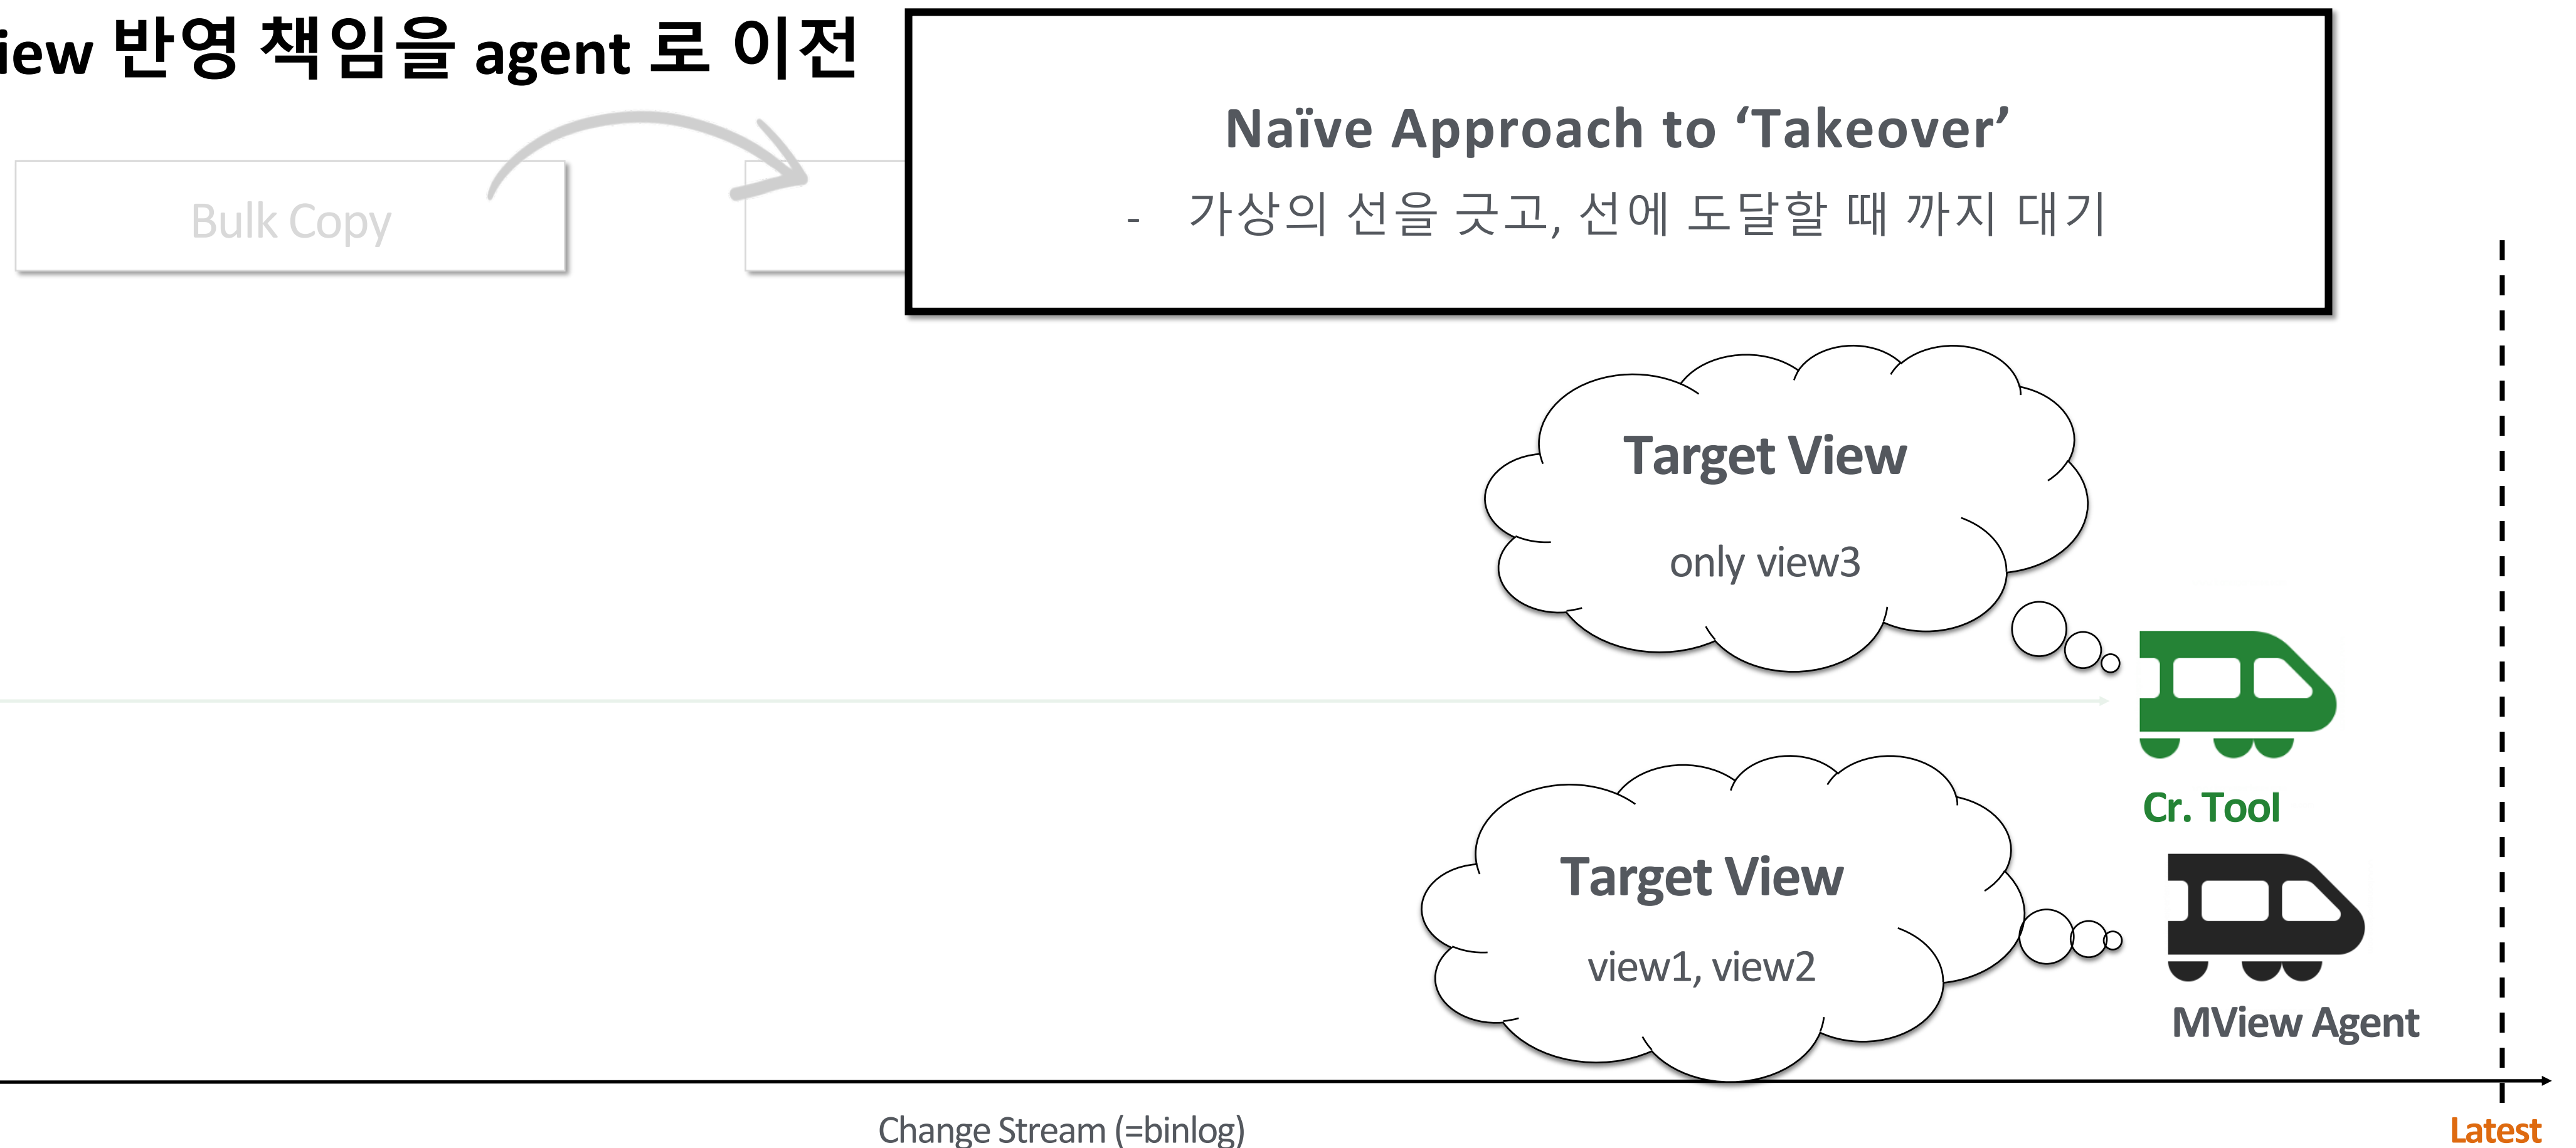 iew 반영 책임을 agent 로 이전
Naïve Approach to ‘Takeover’
- 가상의 선을 긋고, 선에 도달할 때 까지 대기
Bulk Copy
Target View
only view3
Cr. Tool
Target View
view1, view2
MView Agent
Change Stream (=binlog)
Latest